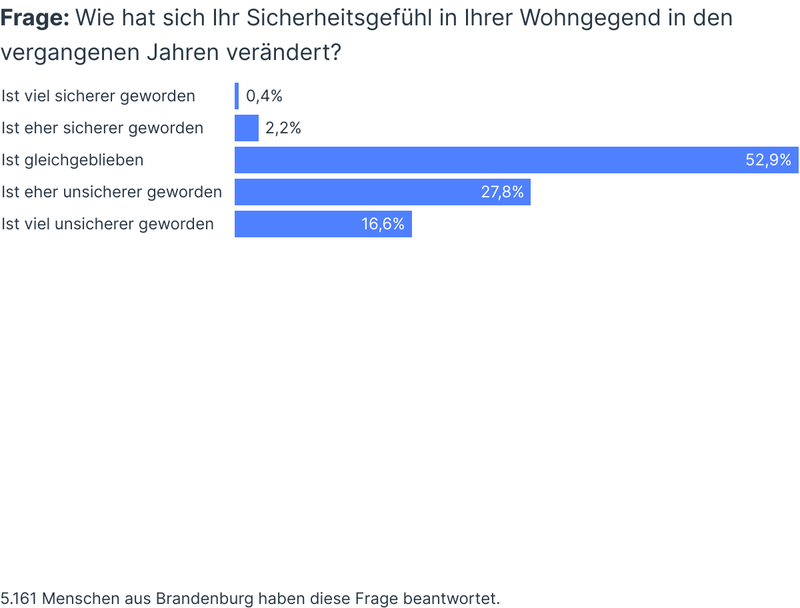 Frage: Wie hat sich Ihr Sicherheitsgefühl in Ihrer Wohngegend in den
vergangenen Jahren verändert?
Ist viel sicherer geworden 0,4%
Ist eher sicherer geworden 2,2%
Ist gleichgeblieben 52,9%
Ist eher unsicherer geworden 27,8%
Ist viel unsicherer geworden 16,6%
5.161 Menschen aus Brandenburg haben diese Frage beantwortet.